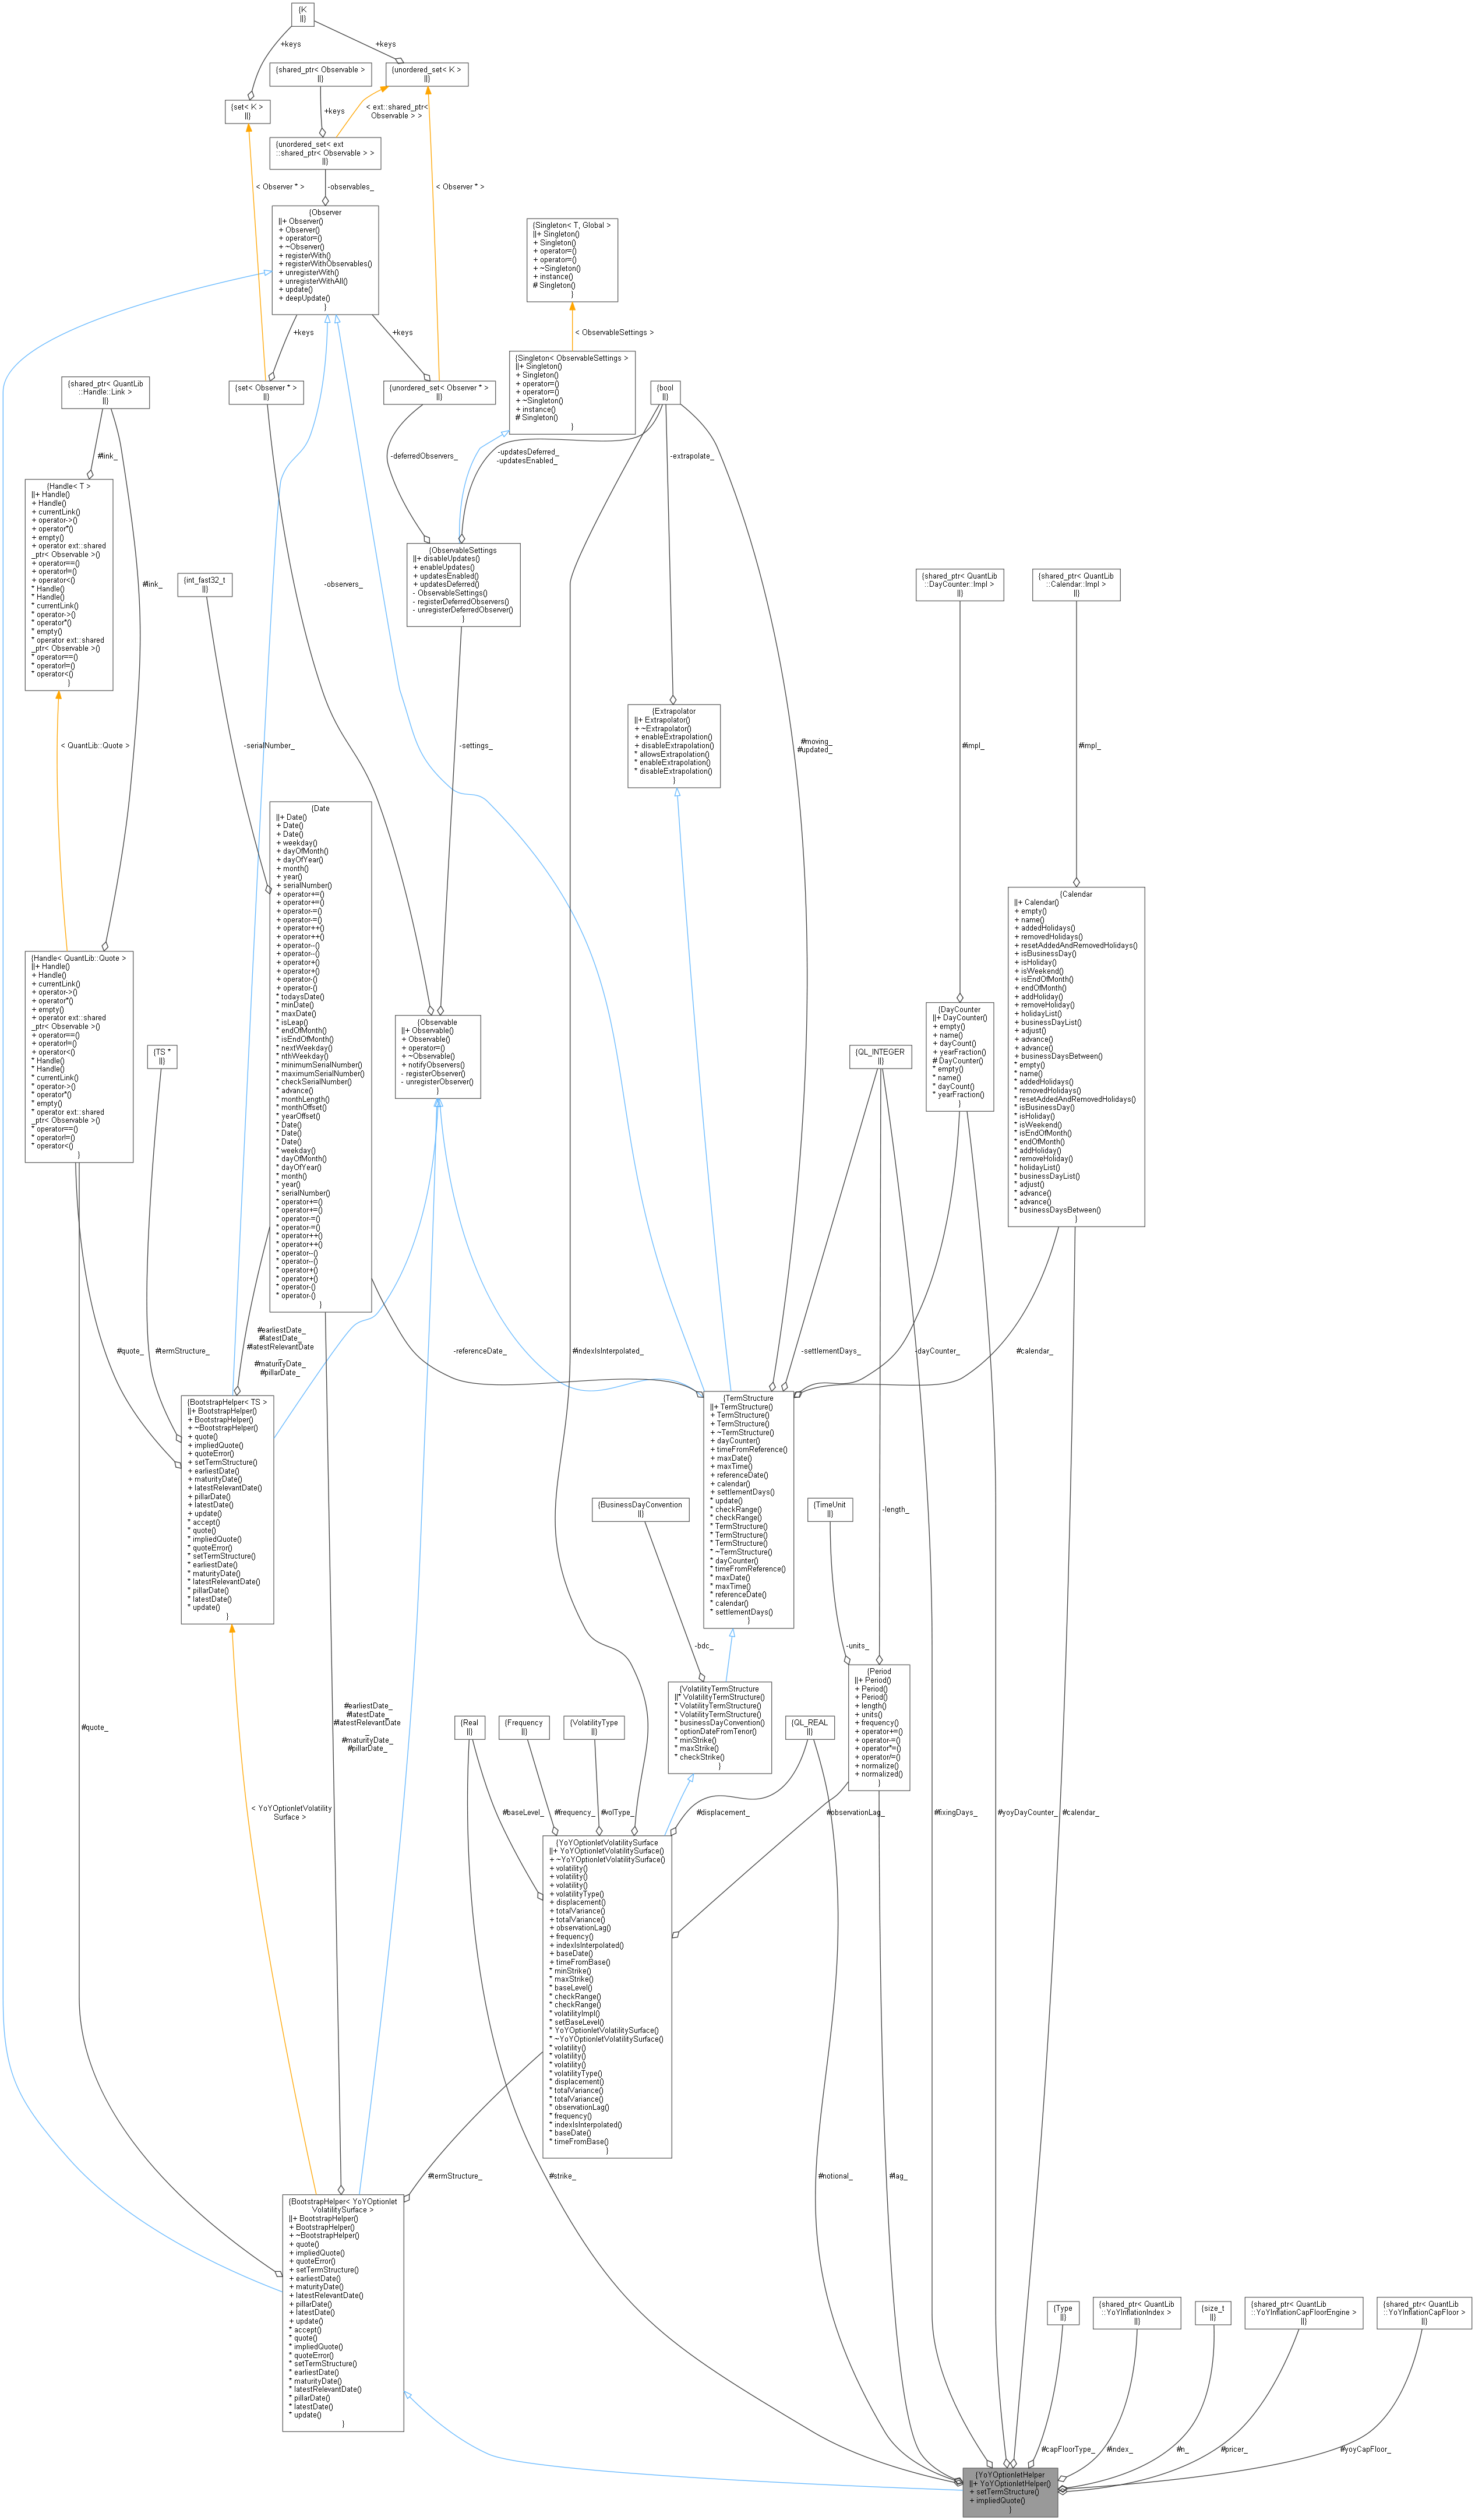 {K
||}
+keys
+keys
{shared_ptr< Observable >
||}
{unordered_set< K >
||}
{set< K >
||}
+keys
< ext::shared_ptr<
Observable > >
{unordered_set< ext
::shared_ptr< Observable > >
||}
< Observer * >
-observables_
< Observer * >
{Observer
||+ Observer()
+ Observer()
+ operator=()
+ ~Observer()
+ registerWith()
+ registerWithObservables()
+ unregisterWith()
+ unregisterWithAll()
+ update()
+ deepUpdate()
}
{Singleton< T, Global >
||+ Singleton()
+ Singleton()
+ operator=()
+ operator=()
+ ~Singleton()
+ instance()
# Singleton()
}
+keys
+keys
< ObservableSettings >
{shared_ptr< QuantLib
::Handle::Link >
||}
{set< Observer * >
||}
{unordered_set< Observer * >
||}
{Singleton< ObservableSettings >
||+ Singleton()
+ Singleton()
+ operator=()
+ operator=()
+ ~Singleton()
+ instance()
# Singleton()
}
{bool
||}
#link_
-deferredObservers_
-updatesDeferred_
-updatesEnabled_
-extrapolate_
{Handle< T >
||+ Handle()
+ Handle()
+ currentLink()
+ operator->()
+ operator*()
+ empty()
+ operator ext::shared
_ptr< Observable >()
+ operator==()
+ operator!=()
+ operator<()
* Handle()
* Handle()
* currentLink()
* operator->()
* operator*()
* empty()
* operator ext::shared
_ptr< Observable >()
* operator==()
* operator!=()
* operator<()
}
#link_
{int_fast32_t
||}
-observers_
{ObservableSettings
||+ disableUpdates()
+ enableUpdates()
+ updatesEnabled()
+ updatesDeferred()
- ObservableSettings()
- registerDeferredObservers()
- unregisterDeferredObserver()
}
{shared_ptr< QuantLib
::DayCounter::Impl >
||}
{shared_ptr< QuantLib
::Calendar::Impl >
||}
< QuantLib::Quote >
-serialNumber_
-settings_
{Extrapolator
||+ Extrapolator()
+ ~Extrapolator()
+ enableExtrapolation()
+ disableExtrapolation()
* allowsExtrapolation()
* enableExtrapolation()
* disableExtrapolation()
}
#moving_
#updated_
#impl_
#impl_
{Date
||+ Date()
+ Date()
+ Date()
+ weekday()
+ dayOfMonth()
+ dayOfYear()
+ month()
+ year()
+ serialNumber()
+ operator+=()
+ operator+=()
+ operator-=()
+ operator-=()
+ operator++()
+ operator++()
+ operator--()
+ operator--()
+ operator+()
+ operator+()
+ operator-()
+ operator-()
* todaysDate()
* minDate()
* maxDate()
* isLeap()
* endOfMonth()
* isEndOfMonth()
* nextWeekday()
* nthWeekday()
* minimumSerialNumber()
* maximumSerialNumber()
* checkSerialNumber()
* advance()
* monthLength()
* monthOffset()
* yearOffset()
* Date()
* Date()
* Date()
* weekday()
* dayOfMonth()
* dayOfYear()
* month()
* year()
* serialNumber()
* operator+=()
* operator+=()
* operator-=()
* operator-=()
* operator++()
* operator++()
* operator--()
* operator--()
* operator+()
* operator+()
* operator-()
* operator-()
}
{Calendar
||+ Calendar()
+ empty()
+ name()
+ addedHolidays()
+ removedHolidays()
+ resetAddedAndRemovedHolidays()
+ isBusinessDay()
+ isHoliday()
+ isWeekend()
+ isEndOfMonth()
+ endOfMonth()
+ addHoliday()
+ removeHoliday()
+ holidayList()
+ businessDayList()
+ adjust()
+ advance()
+ advance()
+ businessDaysBetween()
* empty()
* name()
* addedHolidays()
* removedHolidays()
* resetAddedAndRemovedHolidays()
* isBusinessDay()
* isHoliday()
* isWeekend()
* isEndOfMonth()
* endOfMonth()
* addHoliday()
* removeHoliday()
* holidayList()
* businessDayList()
* adjust()
* advance()
* advance()
* businessDaysBetween()
}
{Handle< QuantLib::Quote >
||+ Handle()
+ Handle()
+ currentLink()
+ operator->()
+ operator*()
+ empty()
+ operator ext::shared
_ptr< Observable >()
+ operator==()
+ operator!=()
+ operator<()
* Handle()
* Handle()
* currentLink()
* operator->()
* operator*()
* empty()
* operator ext::shared
_ptr< Observable >()
* operator==()
* operator!=()
* operator<()
}
{TS *
||}
{Observable
||+ Observable()
+ Observable()
+ operator=()
+ ~Observable()
+ notifyObservers()
- registerObserver()
- unregisterObserver()
}
{QL_INTEGER
||}
{DayCounter
||+ DayCounter()
+ empty()
+ name()
+ dayCount()
+ yearFraction()
# DayCounter()
* empty()
* name()
* dayCount()
* yearFraction()
}
#quote_
#termStructure_
#earliestDate_
#latestDate_
#latestRelevantDate
_
#maturityDate_
#pillarDate_
-referenceDate_
#indexIsInterpolated_
-settlementDays_
-dayCounter_
#calendar_
{BootstrapHelper< TS >
||+ BootstrapHelper()
+ BootstrapHelper()
+ ~BootstrapHelper()
+ quote()
+ impliedQuote()
+ quoteError()
+ setTermStructure()
+ earliestDate()
+ maturityDate()
+ latestRelevantDate()
+ pillarDate()
+ latestDate()
+ update()
* accept()
* quote()
* impliedQuote()
* quoteError()
* setTermStructure()
* earliestDate()
* maturityDate()
* latestRelevantDate()
* pillarDate()
* latestDate()
* update()
}
{TermStructure
||+ TermStructure()
+ TermStructure()
+ TermStructure()
+ ~TermStructure()
+ dayCounter()
+ timeFromReference()
+ maxDate()
+ maxTime()
+ referenceDate()
+ calendar()
+ settlementDays()
* update()
* checkRange()
* checkRange()
* TermStructure()
* TermStructure()
* TermStructure()
* ~TermStructure()
* dayCounter()
* timeFromReference()
* maxDate()
* maxTime()
* referenceDate()
* calendar()
* settlementDays()
}
{BusinessDayConvention
||}
{TimeUnit
||}
-length_
-bdc_
-units_
#quote_
#earliestDate_
#latestDate_
#latestRelevantDate
_
#maturityDate_
#pillarDate_
{VolatilityTermStructure
||* VolatilityTermStructure()
* VolatilityTermStructure()
* VolatilityTermStructure()
* businessDayConvention()
* optionDateFromTenor()
* minStrike()
* maxStrike()
* checkStrike()
}
{Period
||+ Period()
+ Period()
+ Period()
+ length()
+ units()
+ frequency()
+ operator+=()
+ operator-=()
+ operator*=()
+ operator/=()
+ normalize()
+ normalized()
}
{Real
||}
{Frequency
||}
{VolatilityType
||}
{QL_REAL
||}
< YoYOptionletVolatility
Surface >
#baseLevel_
#frequency_
#volType_
#displacement_
#observationLag_
#fixingDays_
#yoyDayCounter_
#calendar_
{YoYOptionletVolatilitySurface
||+ YoYOptionletVolatilitySurface()
+ ~YoYOptionletVolatilitySurface()
+ volatility()
+ volatility()
+ volatility()
+ volatilityType()
+ displacement()
+ totalVariance()
+ totalVariance()
+ observationLag()
+ frequency()
+ indexIsInterpolated()
+ baseDate()
+ timeFromBase()
* minStrike()
* maxStrike()
* baseLevel()
* checkRange()
* checkRange()
* volatilityImpl()
* setBaseLevel()
* YoYOptionletVolatilitySurface()
* ~YoYOptionletVolatilitySurface()
* volatility()
* volatility()
* volatility()
* volatilityType()
* displacement()
* totalVariance()
* totalVariance()
* observationLag()
* frequency()
* indexIsInterpolated()
* baseDate()
* timeFromBase()
}
#termStructure_
#strike_
#notional_
#lag_
{BootstrapHelper< YoYOptionlet
VolatilitySurface >
||+ BootstrapHelper()
+ BootstrapHelper()
+ ~BootstrapHelper()
+ quote()
+ impliedQuote()
+ quoteError()
+ setTermStructure()
+ earliestDate()
+ maturityDate()
+ latestRelevantDate()
+ pillarDate()
+ latestDate()
+ update()
* accept()
* quote()
* impliedQuote()
* quoteError()
* setTermStructure()
* earliestDate()
* maturityDate()
* latestRelevantDate()
* pillarDate()
* latestDate()
* update()
}
{Type
||}
{shared_ptr< QuantLib
::YoYInflationIndex >
||}
{size_t
||}
{shared_ptr< QuantLib
::YoYInflationCapFloorEngine >
||}
{shared_ptr< QuantLib
::YoYInflationCapFloor >
||}
#capFloorType_
#index_
#n_
#pricer_
#yoyCapFloor_
{YoYOptionletHelper
||+ YoYOptionletHelper()
+ setTermStructure()
+ impliedQuote()
}